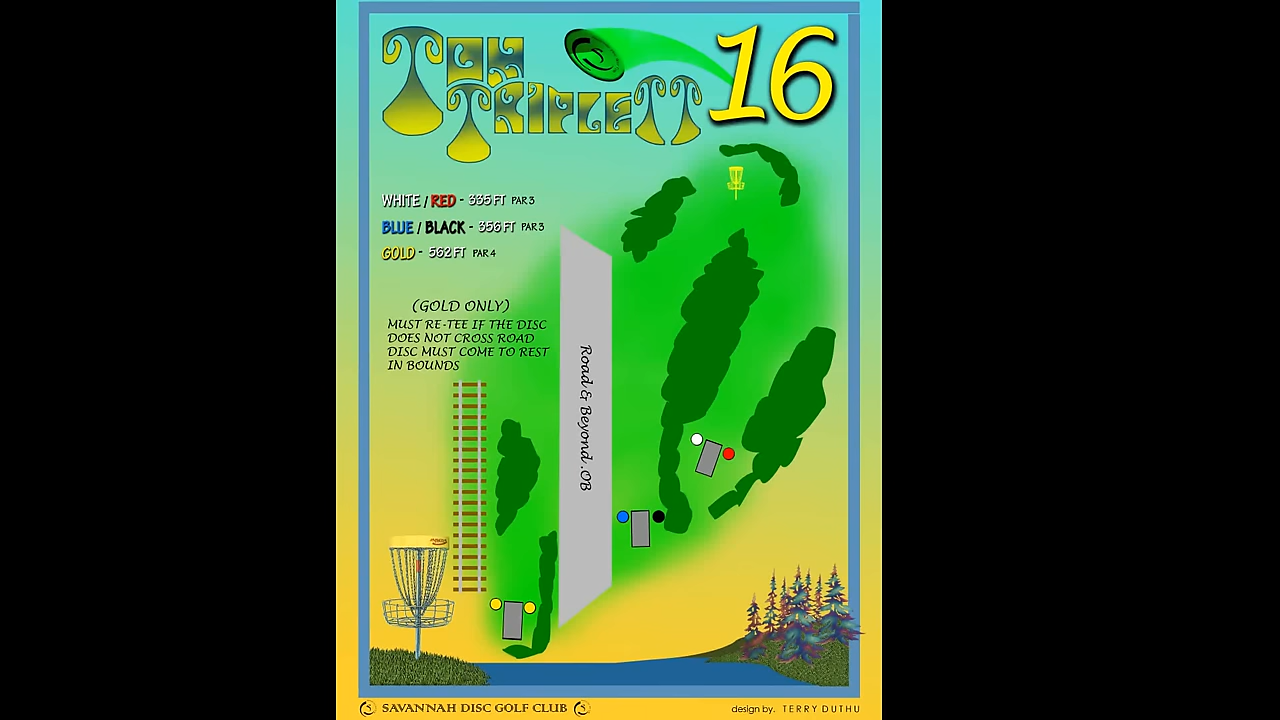 TOM
TRIPLETT
16
WHITE / RED - 335 FT PAR 3
BLUE / BLACK - 356 FT PAR 3
GOLD - 562 FT PAR 4
(GOLD ONLY)
MUST RE-TEE IF THE DISC
DOES NOT CROSS ROAD
DISC MUST COME TO REST
IN BOUNDS
Road & Beyond .OB
SAVANNAH DISC GOLF CLUB
design by. TERRY DUTHU